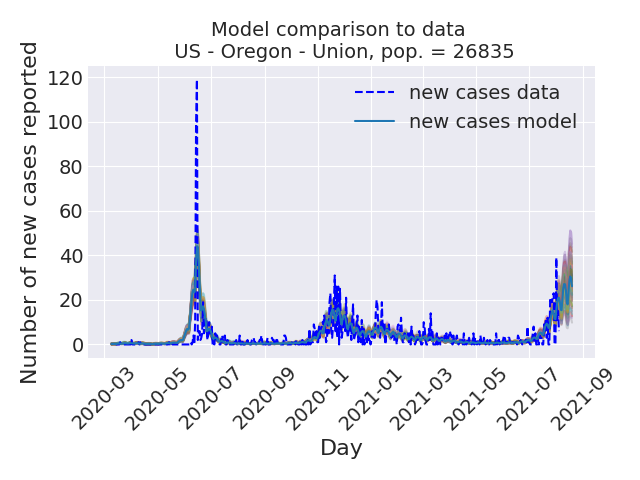 Model comparison to data
US - Oregon - Union, pop. = 26835
Number of new cases reported
120
100
80
60
40
20
0
new cases data
new cases model
2020-03
2020-05
2020-07
2020-09
2020-11
2021-01
2021-03
2021-05
2021-07
2021-09
Day